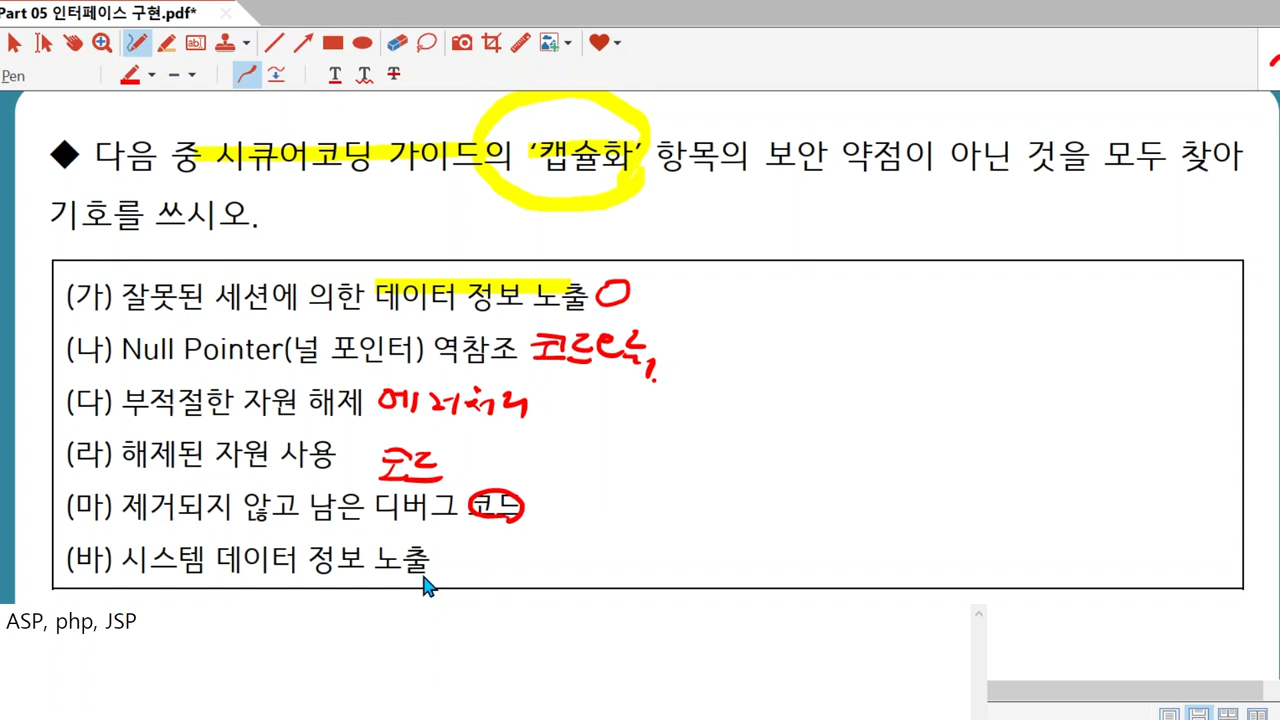 Part 05 인터페이스 구현.pdf*
Pen
◆ 다음 중 시큐어코딩 가이드의 ‘캡슐화’ 항목의 보안 약점이 아닌 것을 모두 찾아
기호를 쓰시오.
(가) 잘못된 세션에 의한 데이터 정보 노출
(나) Null Pointer(널 포인터) 역참조
(다) 부적절한 자원 해제 에러처리
(라) 해제된 자원 사용 코드
(마) 제거되지 않고 남은 디버그 코드
(바) 시스템 데이터 정보 노출
ASP, php, JSP